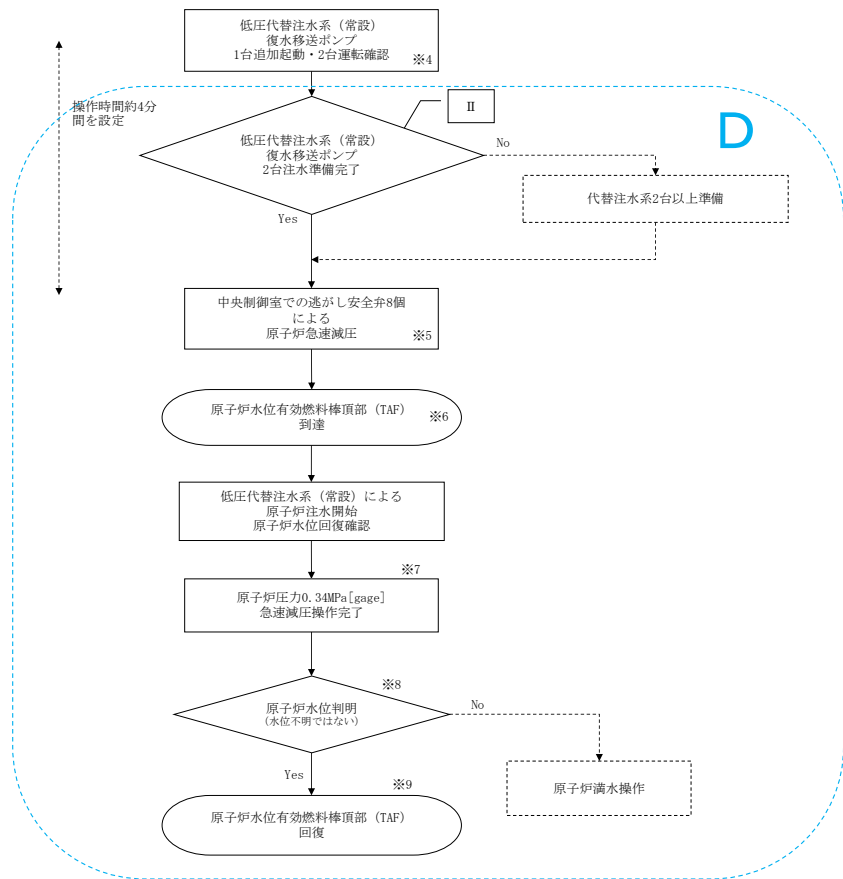 低圧代替注水系（常設）
復水移送ポンプ
1台追加起動・2台運転確認
※4
操作時間約4分
間を設定
Ⅱ
D
低圧代替注水系（常設）
復水移送ポンプ
2台注水準備完了
No
代替注水系2台以上準備
Yes
中央制御室での逃がし安全弁8個
による
原子炉急速減圧
※5
原子炉水位有効燃料棒頂部（TAF）
到達
※6
低圧代替注水系（常設）による
原子炉注水開始
原子炉水位回復確認
※7
原子炉圧力0.34MPa[gage]
急速減圧操作完了
※8
原子炉水位判明
（水位不明ではない）
No
原子炉満水操作
Yes
※9
原子炉水位有効燃料棒頂部（TAF）
回復